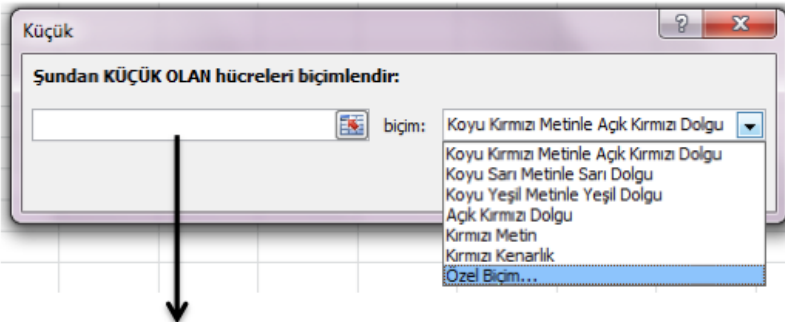 Küçük
Şundan KÜÇÜK OLAN hücreleri biçimlendir:
biçim: Koyu Kırmızı Metinle Açık Kırmızı Dolgu
Koyu Kırmızı Metinle Açık Kırmızı Dolgu
Koyu Sarı Metinle Sarı Dolgu
Koyu Yeşil Metinle Yeşil Dolgu
Açık Kırmızı Dolgu
Kırmızı Metin
Kırmızı Kenarlık
Özel Biçim...